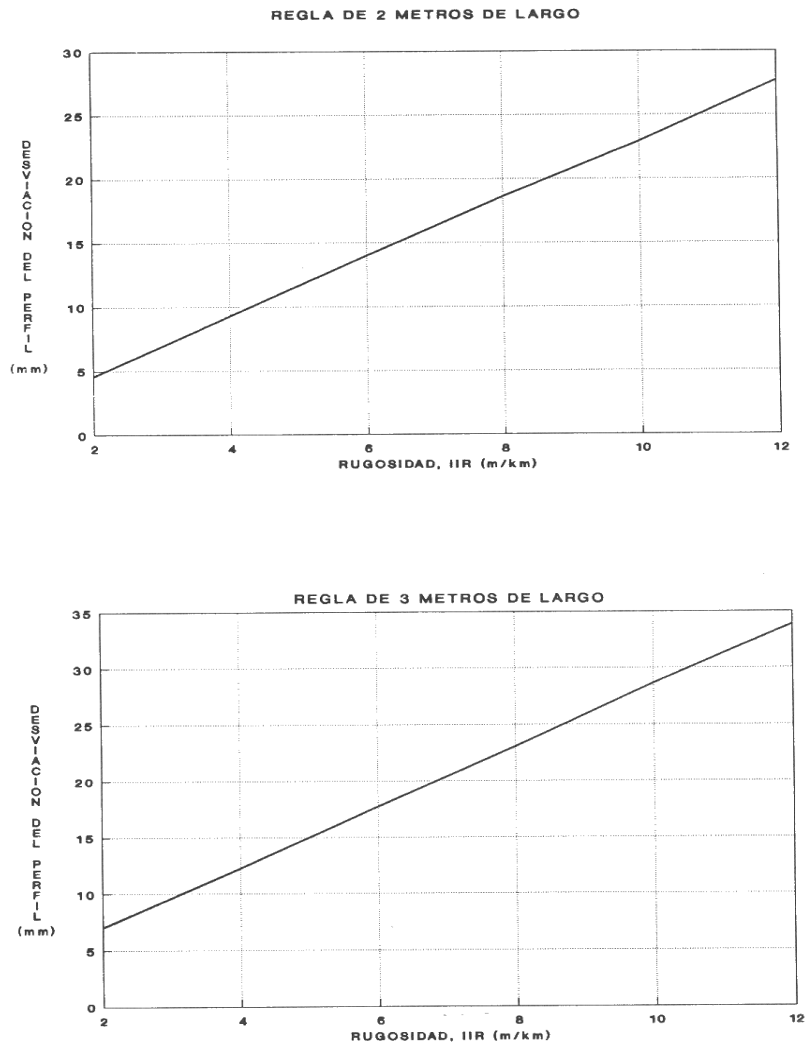 REGLA DE 2 METROS DE LARGO
30
25
20
15
10
5
0
DESVIACION DEL PERFIL
(mm)
2 4 6 8 10 12
RUGOSIDAD, IIR (m/km)
REGLA DE 3 METROS DE LARGO
35
30
25
20
15
10
5
0
DESVIACION DEL PERFIL
(mm)
2 4 6 8 10 12
RUGOSIDAD, IIR (m/km)